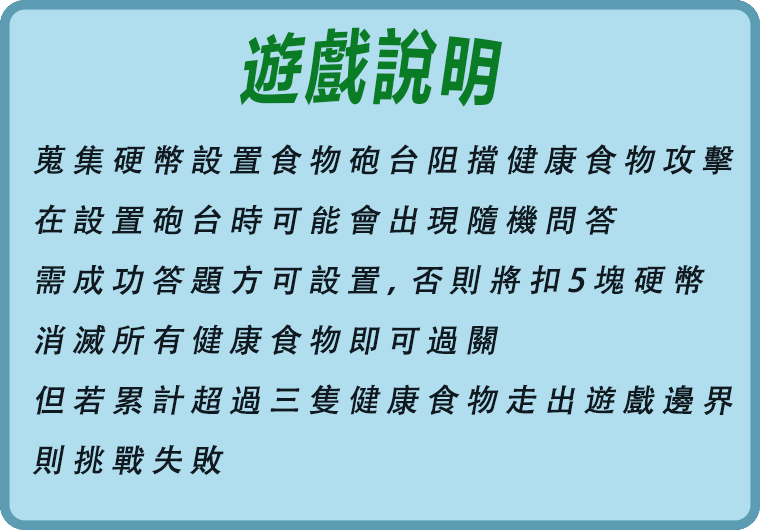 遊戲說明
蒐集硬幣設置食物砲台阻擋健康食物攻擊
在設置砲台時可能會出現隨機問答
需成功答題方可設置,否則將扣5塊硬幣
消滅所有健康食物即可過關
但若累計超過三隻健康食物走出遊戲邊界
則挑戰失敗